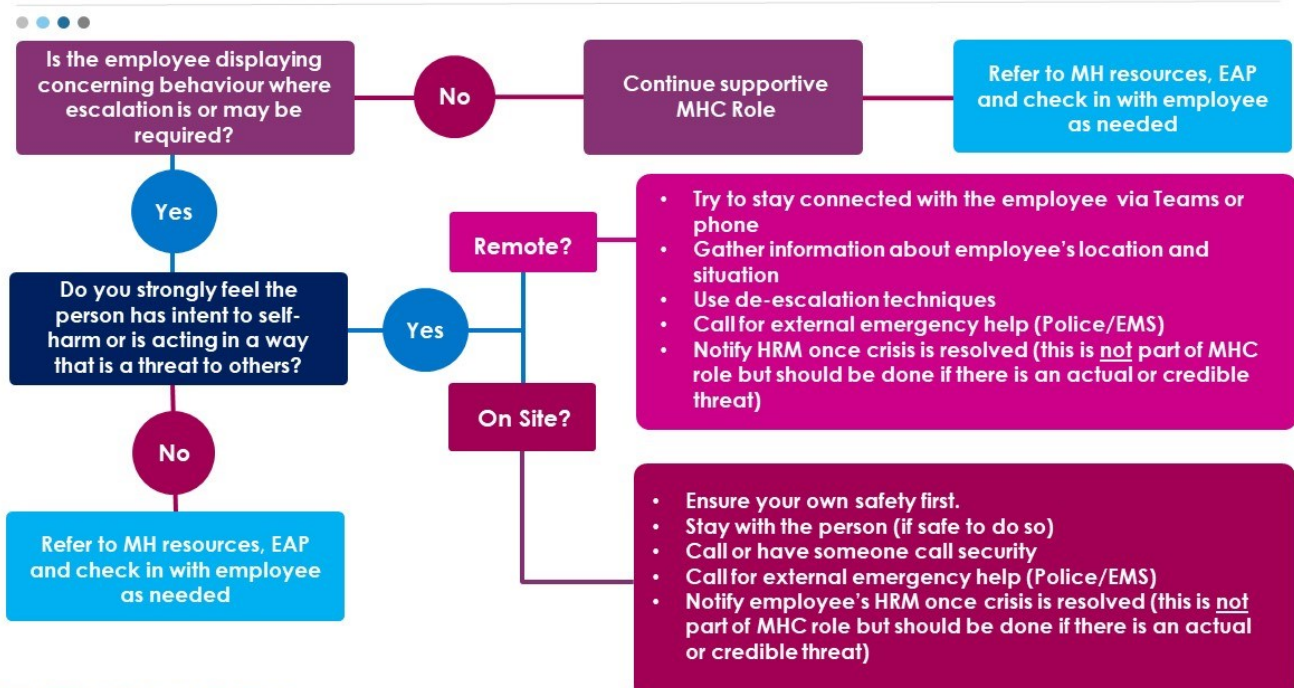 Is the employee displaying
concerning behaviour where
escalation is or may be
required?
No
Continue supportive
MHC Role
Refer to MH resources, EAP
and check in with employee
as needed
Yes
Do you strongly feel the
person has intent to self-
harm or is acting in a way
that is a threat to others?
Yes
Remote?
• Try to stay connected with the employee via Teams or
phone
• Gather information about employee's location and
situation
• Use de-escalation techniques
• Call for external emergency help (Police/EMS)
• Notify HRM once crisis is resolved (this is not part of MHC
role but should be done if there is an actual or credible
threat)
On Site?
• Ensure your own safety first.
• Stay with the person (if safe to do so)
• Call or have someone call security
• Call for external emergency help (Police/EMS)
• Notify employee's HRM once crisis is resolved (this is not
part of MHC role but should be done if there is an actual
or credible threat)
No
Refer to MH resources, EAP
and check in with employee
as needed